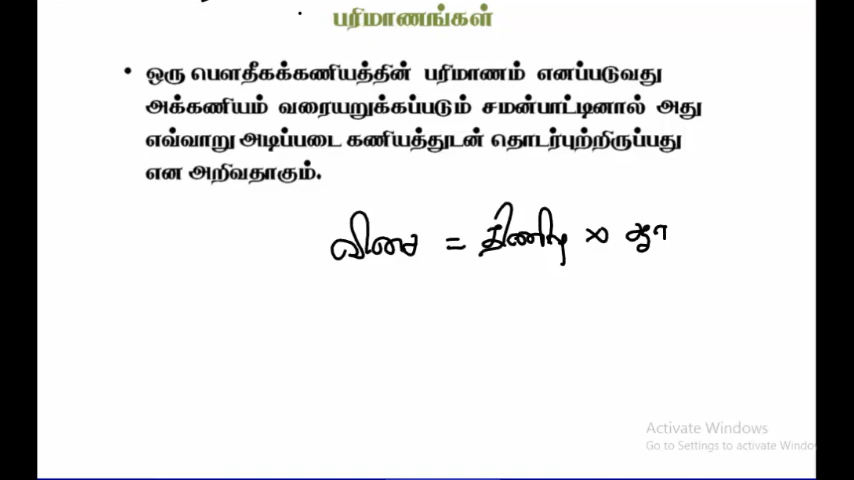 பரிமாணங்கள்
• ஒரு பௌதீகக்கணியத்தின் பரிமாணம் எனப்படுவது
அக்கணியம் வரையறுக்கப்படும் சமன்பாட்டினால் அது
எவ்வாறு அடிப்படை கணியத்துடன் தொடர்புற்றிருப்பது
என அறிவதாகும்.
விசை = திணிவு ×
Activate Windows
Go to Settings to activate Windo